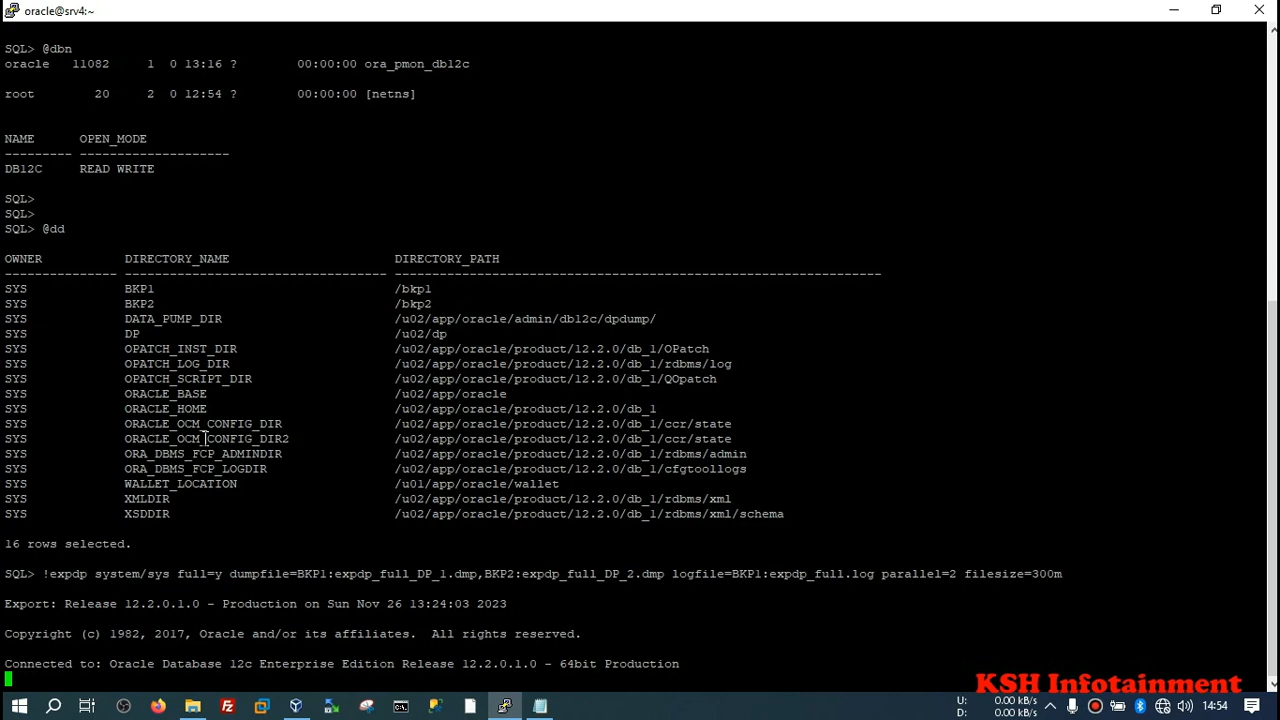 oracle@srv4:~
SQL> @dbn
oracle   11082     1  0 13:16 ?        00:00:00 ora_pmon_db12c
root        20     2  0 12:54 ?        00:00:00 [netns]
NAME      OPEN_MODE
--------- --------------------
DB12C     READ WRITE
SQL>
SQL>
SQL> @dd
OWNER           DIRECTORY_NAME                      DIRECTORY_PATH
--------------- ----------------------------------- -----------------------------------------------------------------
SYS             BKP1                                /bkp1
SYS             BKP2                                /bkp2
SYS             DATA_PUMP_DIR                       /u02/app/oracle/admin/db12c/dpdump/
SYS             DP                                  /u02/dp
SYS             OPATCH_INST_DIR                     /u02/app/oracle/product/12.2.0/db_1/OPatch
SYS             OPATCH_LOG_DIR                      /u02/app/oracle/product/12.2.0/db_1/rdbms/log
SYS             OPATCH_SCRIPT_DIR                   /u02/app/oracle/product/12.2.0/db_1/QOpatch
SYS             ORACLE_BASE                         /u02/app/oracle
SYS             ORACLE_HOME                         /u02/app/oracle/product/12.2.0/db_1
SYS             ORACLE_OCM_CONFIG_DIR               /u02/app/oracle/product/12.2.0/db_1/ccr/state
SYS             ORACLE_OCM_CONFIG_DIR2              /u02/app/oracle/product/12.2.0/db_1/ccr/state
SYS             ORA_DBMS_FCP_ADMINDIR               /u02/app/oracle/product/12.2.0/db_1/rdbms/admin
SYS             ORA_DBMS_FCP_LOGDIR                 /u02/app/oracle/product/12.2.0/db_1/cfgtoollogs
SYS             WALLET_LOCATION                     /u01/app/oracle/wallet
SYS             XMLDIR                              /u02/app/oracle/product/12.2.0/db_1/rdbms/xml
SYS             XSDDIR                              /u02/app/oracle/product/12.2.0/db_1/rdbms/xml/schema
16 rows selected.
SQL> !expdp system/sys full=y dumpfile=BKP1:expdp_full_DP_1.dmp,BKP2:expdp_full_DP_2.dmp logfile=BKP1:expdp_full.log parallel=2 filesize=300m
Export: Release 12.2.0.1.0 - Production on Sun Nov 26 13:24:03 2023
Copyright (c) 1982, 2017, Oracle and/or its affiliates.  All rights reserved.
Connected to: Oracle Database 12c Enterprise Edition Release 12.2.0.1.0 - 64bit Production
KSH Infotainment
U: 0.00 KB/s
D: 0.00 KB/s
14:54